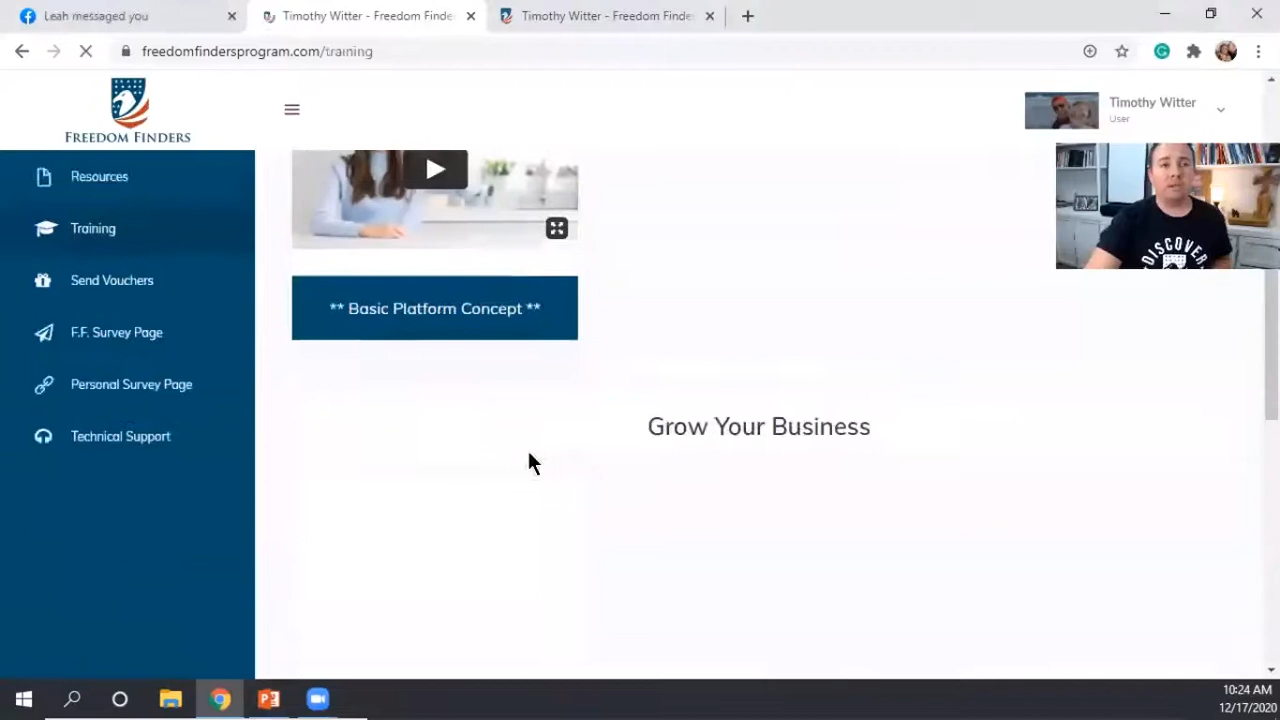 Leah messaged you
Timothy Witter - Freedom Finde
Timothy Witter - Freedom Finde
freedomfindersprogram.com/training
FREEDOM FINDERS
Timothy Witter
User
Resources
Training
Send Vouchers
F.F. Survey Page
Personal Survey Page
Technical Support
DISCOVER
** Basic Platform Concept **
Grow Your Business
10:24 AM
12/17/2020